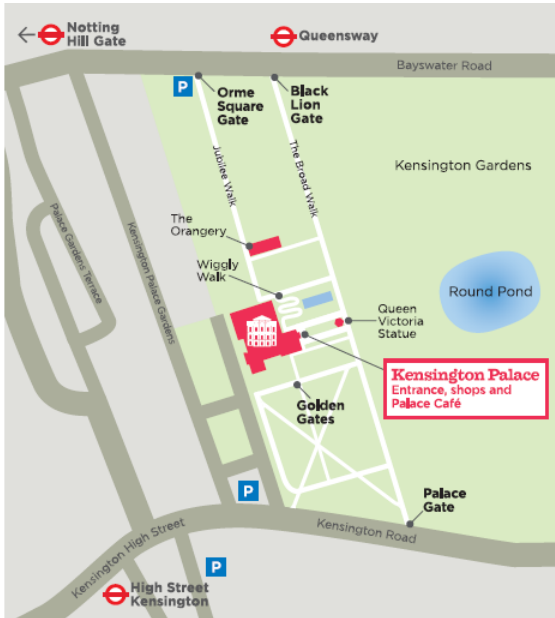 Notting
Hill Gate
Queensway
Bayswater Road
P
Orme
Square
Gate
Black
Lion
Gate
Jubilee Walk
The Broad Walk
Kensington Gardens
Palace Gardens Terrace
Kensington Palace Gardens
The
Orangery
Wiggly
Walk
Round Pond
Queen
Victoria
Statue
Kensington Palace
Entrance, shops and
Palace Café
Golden
Gates
P
Palace
Gate
Kensington High Street
Kensington Road
P
High Street
Kensington